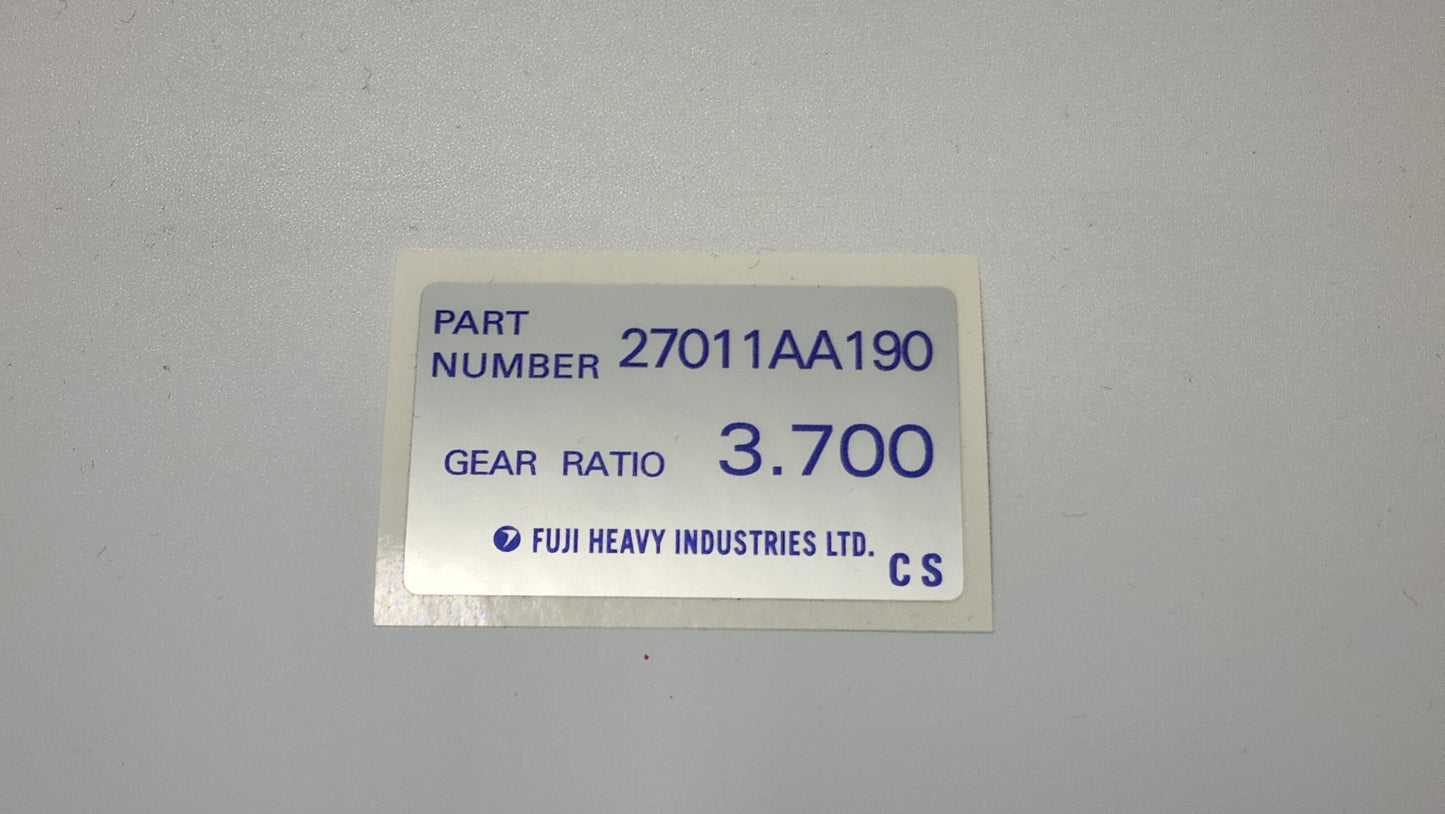 PART
NUMBER 27011AA190
GEAR RATIO 3.700
FUJI HEAVY INDUSTRIES LTD.
CS